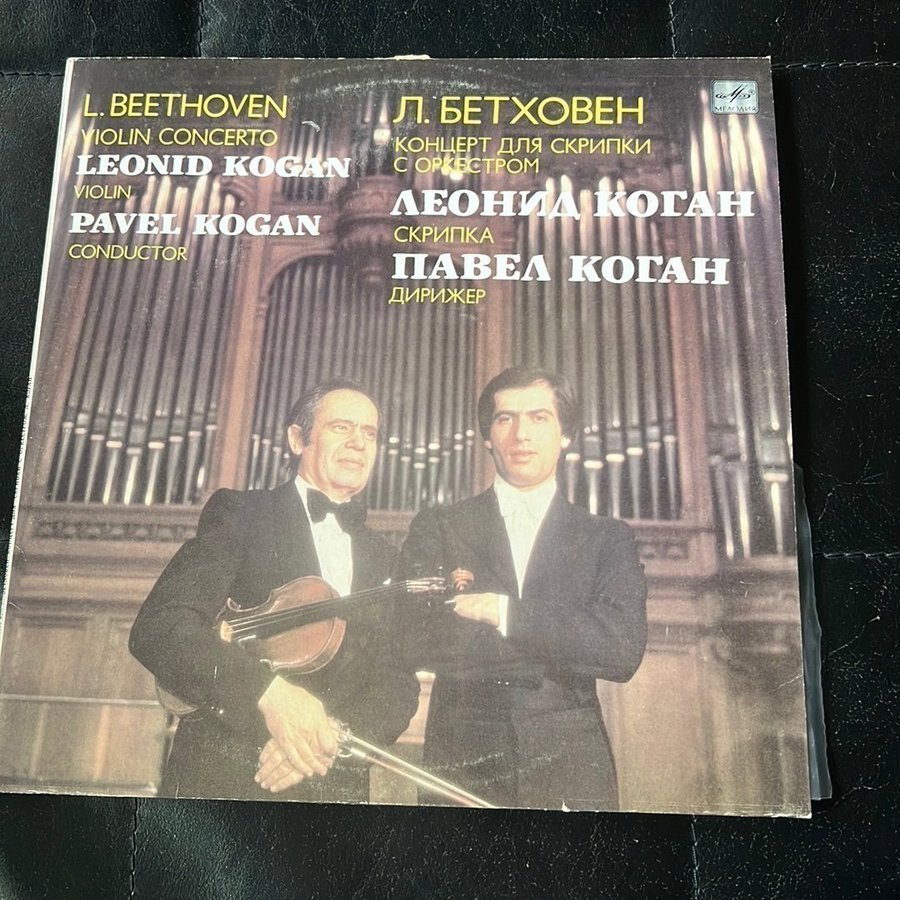 L. BEETHOVEN
VIOLIN CONCERTO
LEONID KOGAN
VIOLIN
PAVEL KOGAN
CONDUCTOR
Л. БЕТХОВЕН
КОНЦЕРТ ДЛЯ СКРИПКИ
С ОРКЕСТРОМ
ЛЕОНИД КОГАН
СКРИПКА
ПАВЕЛ КОГАН
ДИРИЖЕР
МЕЛОДИЯ